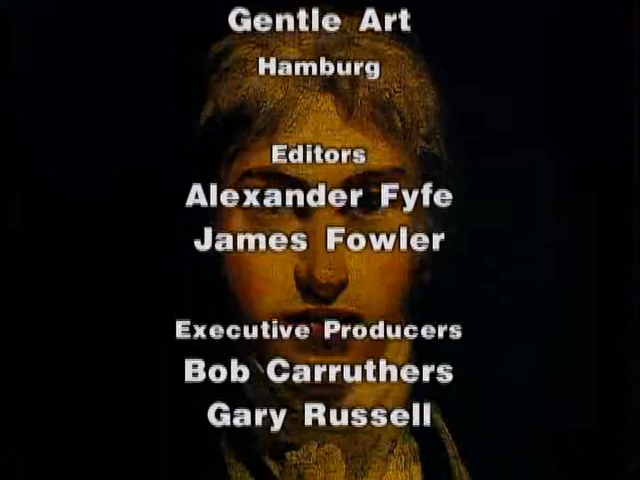 Gentle Art
Hamburg
Editors
Alexander Fyfe
James Fowler
Executive Producers
Bob Carruthers
Gary Russell